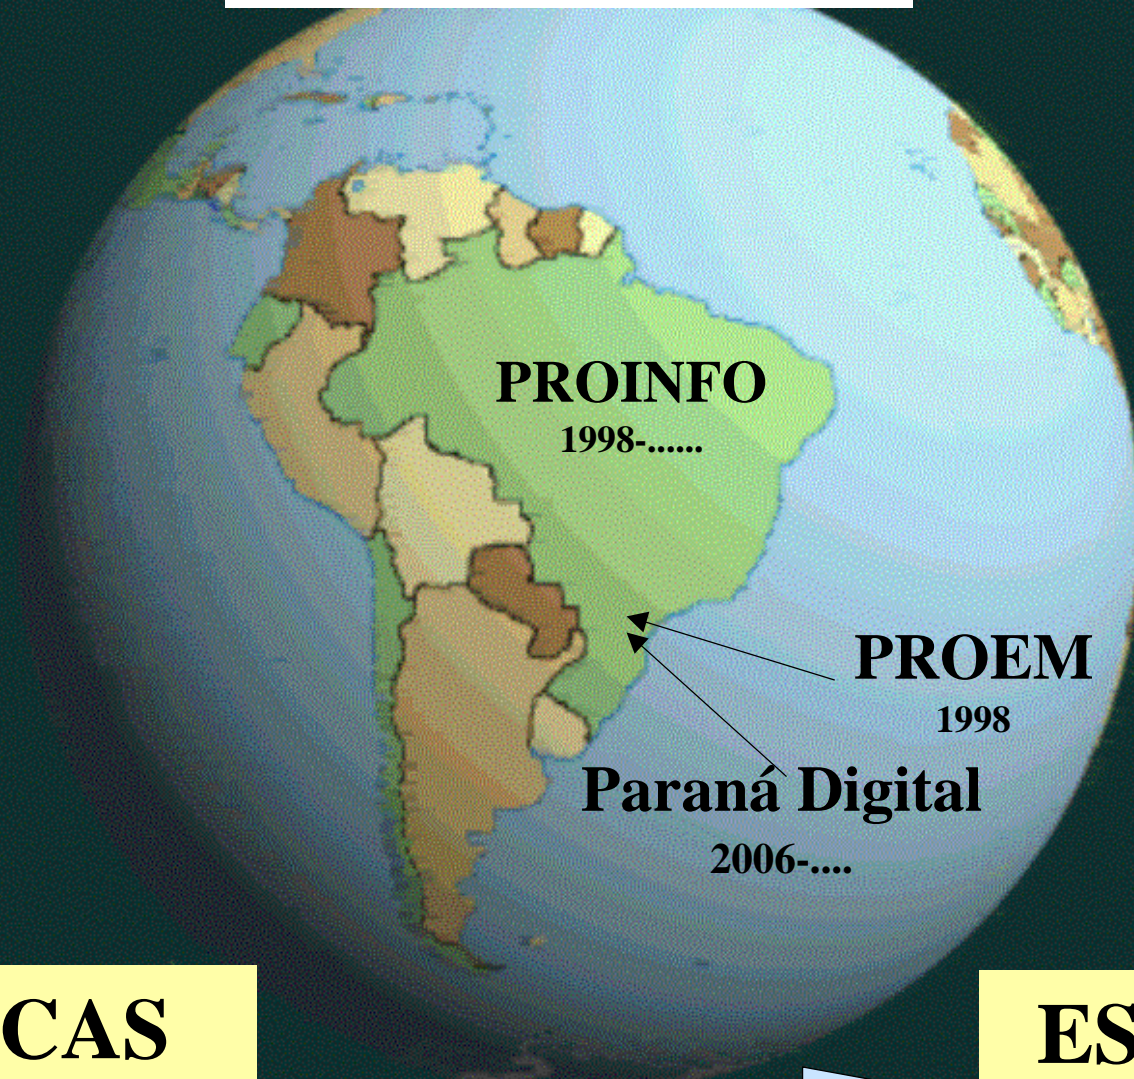 PROINFO
1998-......
PROEM
1998
Paraná Digital
2006-....
CAS
ES